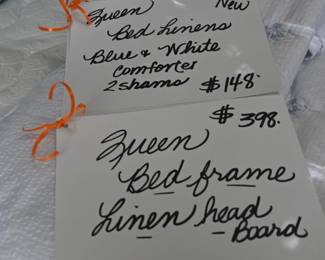 Queen New
Bed Linens
Blue & White
Comforter
2 shams $148.
$398.
Queen
Bed frame
Linen head
Board